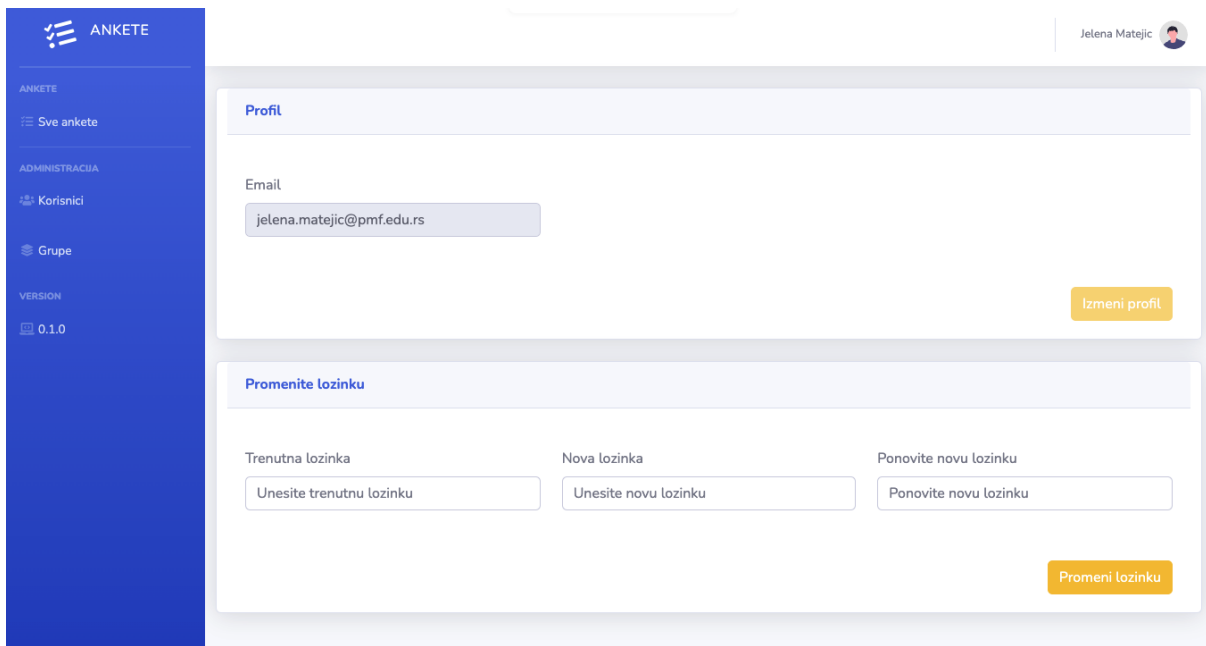 ANKETE
Jelena Matejic
ANKETE
Sve ankete
ADMINISTRACIJA
Korisnici
Grupe
VERSION
0.1.0
Profil
Email
jelena.matejic@pmf.edu.rs
Izmeni profil
Promenite lozinku
Trenutna lozinka Nova lozinka Ponovite novu lozinku
Unesite trenutnu lozinku Unesite novu lozinku Ponovite novu lozinku
Promeni lozinku